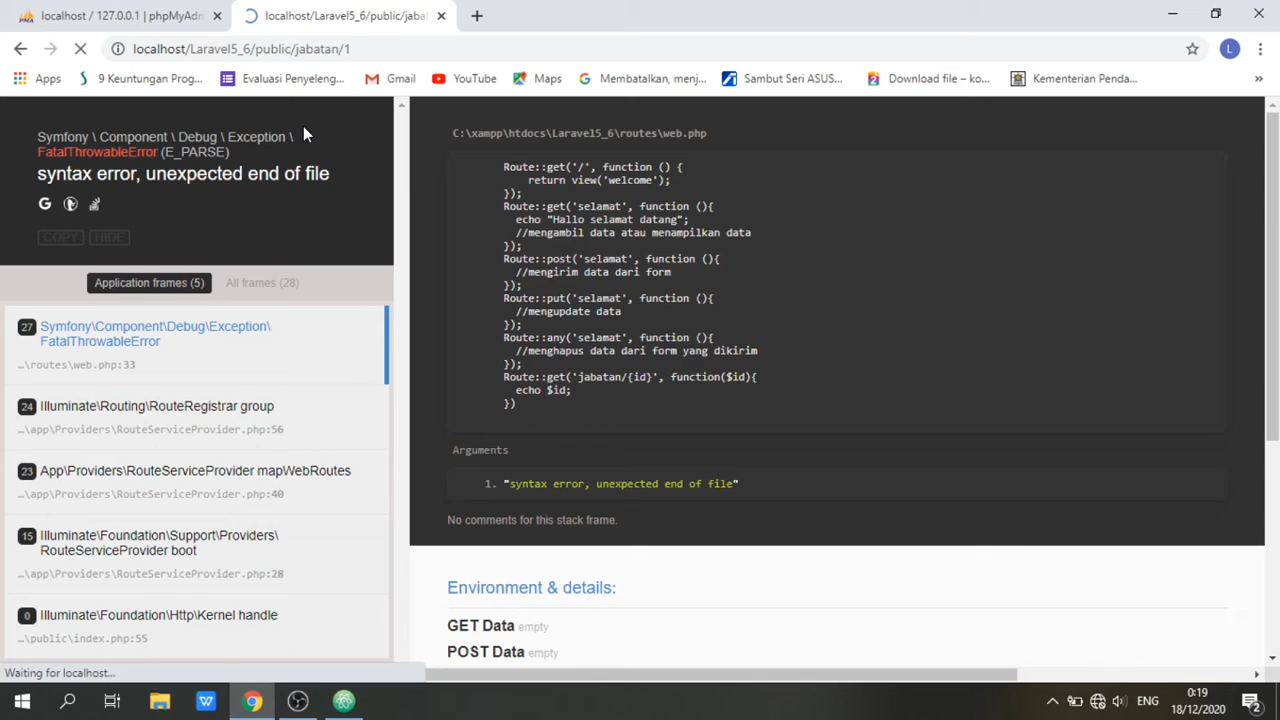 localhost / 127.0.0.1 | phpMyAdm
localhost/Laravel5_6/public/jabat
localhost/Laravel5_6/public/jabatan/1
L
Apps
9 Keuntungan Prog...
Evaluasi Penyeleng...
Gmail
YouTube
Maps
Membatalkan, menj...
Sambut Seri ASUS...
Download file – ko...
Kementerian Penda...
»
Symfony \ Component \ Debug \ Exception \
FatalThrowableError (E_PARSE)
syntax error, unexpected end of file
COPY HIDE
Application frames (5) All frames (28)
27 Symfony\Component\Debug\Exception\
FatalThrowableError
…\routes\web.php:33
24 Illuminate\Routing\RouteRegistrar group
…\app\Providers\RouteServiceProvider.php:56
23 App\Providers\RouteServiceProvider mapWebRoutes
…\app\Providers\RouteServiceProvider.php:40
15 Illuminate\Foundation\Support\Providers\
RouteServiceProvider boot
…\app\Providers\RouteServiceProvider.php:28
0 Illuminate\Foundation\Http\Kernel handle
…\public\index.php:55
Waiting for localhost...
C:\xampp\htdocs\Laravel5_6\routes\web.php
Route::get('/', function () {
return view('welcome');
});
Route::get('selamat', function (){
echo "Hallo selamat datang";
//mengambil data atau menampilkan data
});
Route::post('selamat', function (){
//mengirim data dari form
});
Route::put('selamat', function (){
//mengupdate data
});
Route::any('selamat', function (){
//menghapus data dari form yang dikirim
});
Route::get('jabatan/{id}', function($id){
echo $id;
})
Arguments
1. "syntax error, unexpected end of file"
No comments for this stack frame.
Environment & details:
GET Data empty
POST Data empty
ENG
0:19
18/12/2020
2